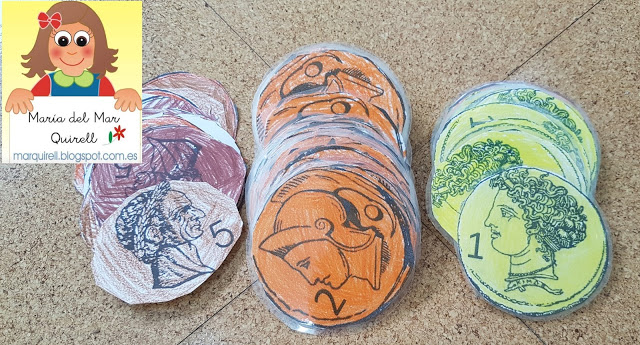 María del Mar
Quirell
marquirell.blogspot.com.es
5
2
1